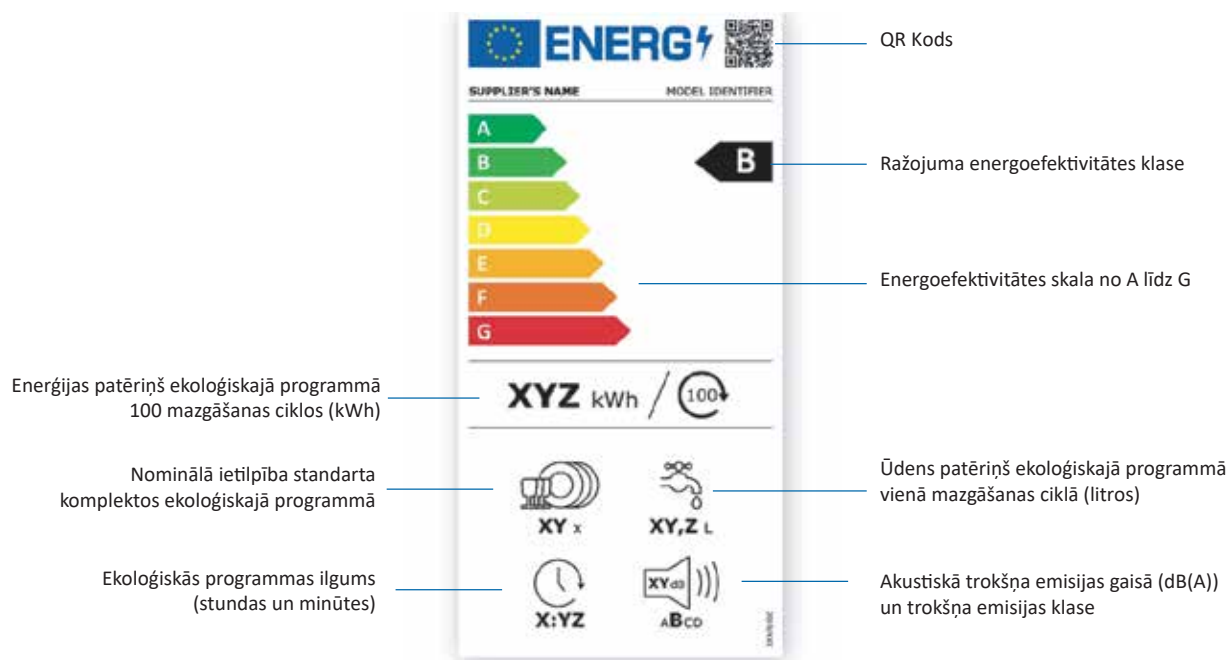 ENERG
QR Kods
SUPPLIER'S NAME MODEL IDENTIFIER
A
B
B
Ražojuma energoefektivitātes klase
C
D
E
Energoefektivitātes skala no A līdz G
F
G
Enerģijas patēriņš ekoloģiskajā programmā
100 mazgāšanas ciklos (kWh)
XYZ kWh / 100
Nominālā ietilpība standarta
komplektos ekoloģiskajā programmā
XY x
XY,Z L
Ūdens patēriņš ekoloģiskajā programmā
vienā mazgāšanas ciklā (litros)
Ekoloģiskās programmas ilgums
(stundas un minūtes)
X:YZ
XY dB
ABCD
Akustiskā trokšņa emisijas gaisā (dB(A))
un trokšņa emisijas klase